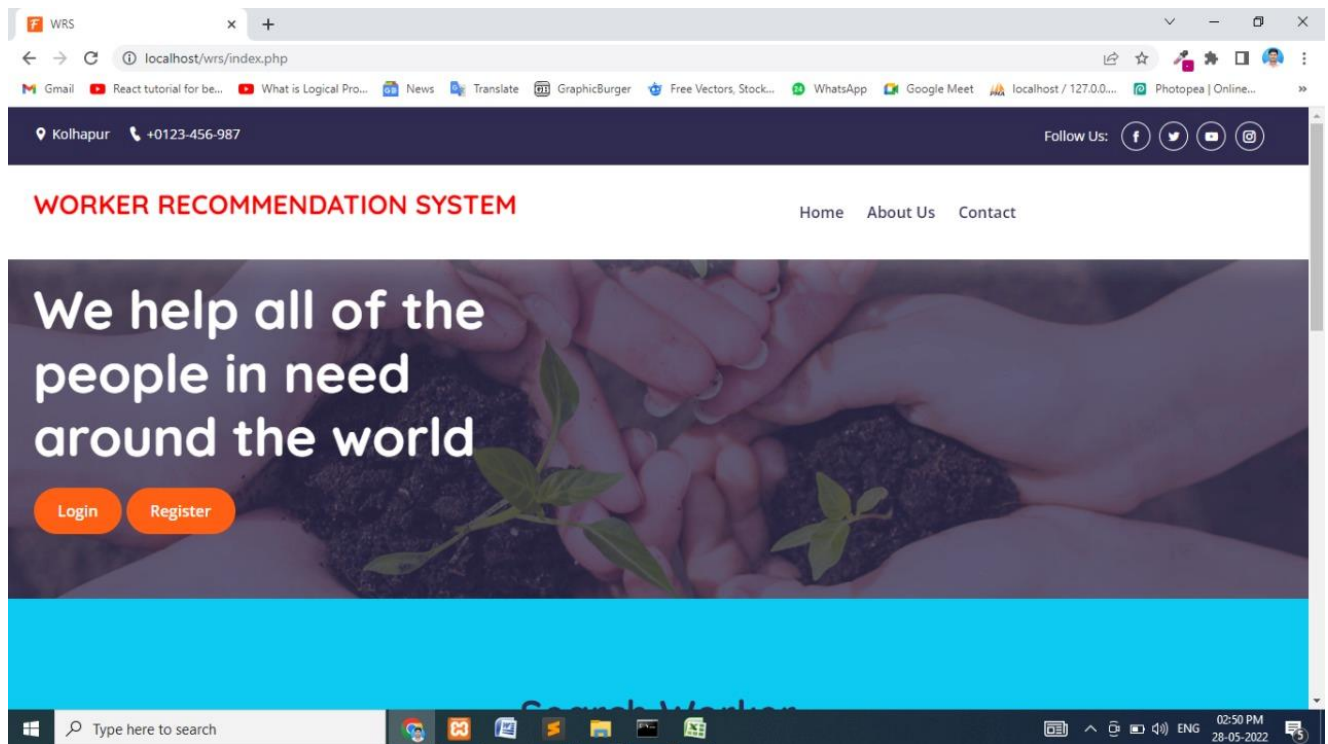 WRS
localhost/wrs/index.php
Gmail React tutorial for be... What is Logical Pro... News Translate GraphicBurger Free Vectors, Stock... WhatsApp Google Meet localhost / 127.0.0.... Photopea | Online... »
Kolhapur +0123-456-987 Follow Us:
WORKER RECOMMENDATION SYSTEM
Home About Us Contact
We help all of the
people in need
around the world
Login Register
Search Worker
Type here to search ENG 02:50 PM
28-05-2022 5